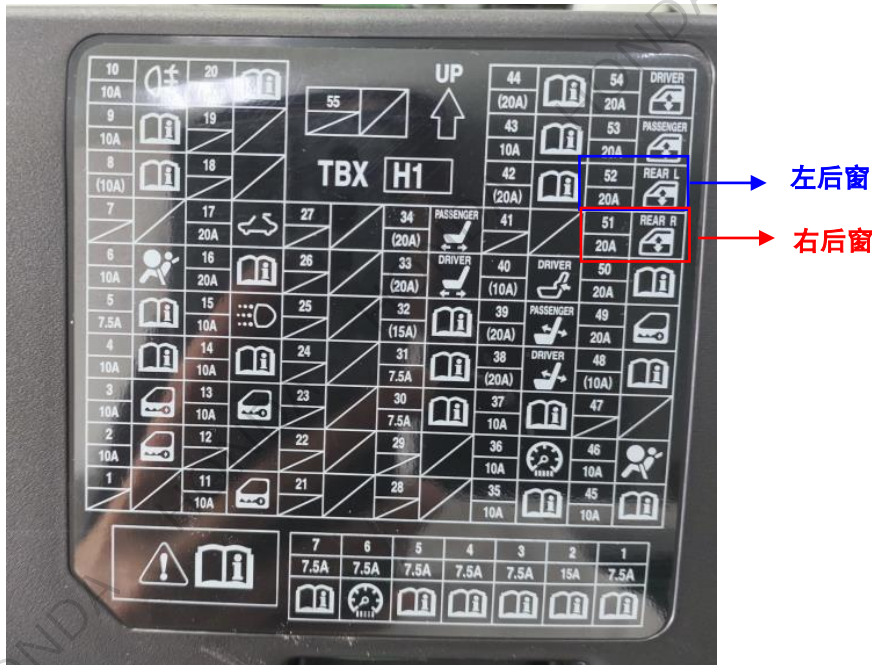 UP
TBX H1
55
10 10A
9 10A
8 (10A)
7
6 10A
5 7.5A
4 10A
3 10A
2 10A
1
20 10A
19
18
17 20A
16 20A
15 10A
14 10A
13 10A
12
11 10A
27
26
25
24
23
22
21
34 (20A) PASSENGER
33 (20A) DRIVER
32 (15A)
31 7.5A
30 7.5A
29
28
44 (20A)
43 10A
42 (20A)
41
40 (10A) DRIVER
39 (20A) PASSENGER
38 (20A) DRIVER
37 10A
36 10A
35 10A
54 20A DRIVER
53 20A PASSENGER
52 20A REAR L
51 20A REAR R
50 20A
49 20A
48 (10A)
47
46 10A
45 10A
左后窗
右后窗
7 6 5 4 3 2 1
7.5A 7.5A 7.5A 7.5A 7.5A 15A 7.5A